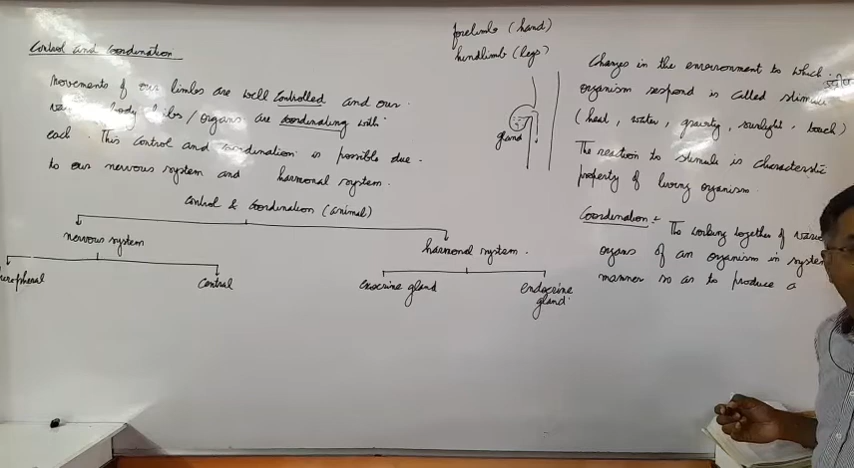 Control and Coordination
Movements of our limbs are well controlled and our
body /organs are coordinating with
each. This control and coordination is possible due
to our nervous system and harmonal system.
Control & Coordination (animal)
nervous system
harmonal system.
Central
exocrine gland
endocrine
gland
forelimb (hand)
hindlimb (legs)
gland
Changes in the environment to which
organism respond is called stimuli
(heat, water, gravity, sunlight, touch)
The reaction to stimuli is characteristic
property of living organism.
Coordination:- The working together of
organs of an organism in
manner so as to produce a